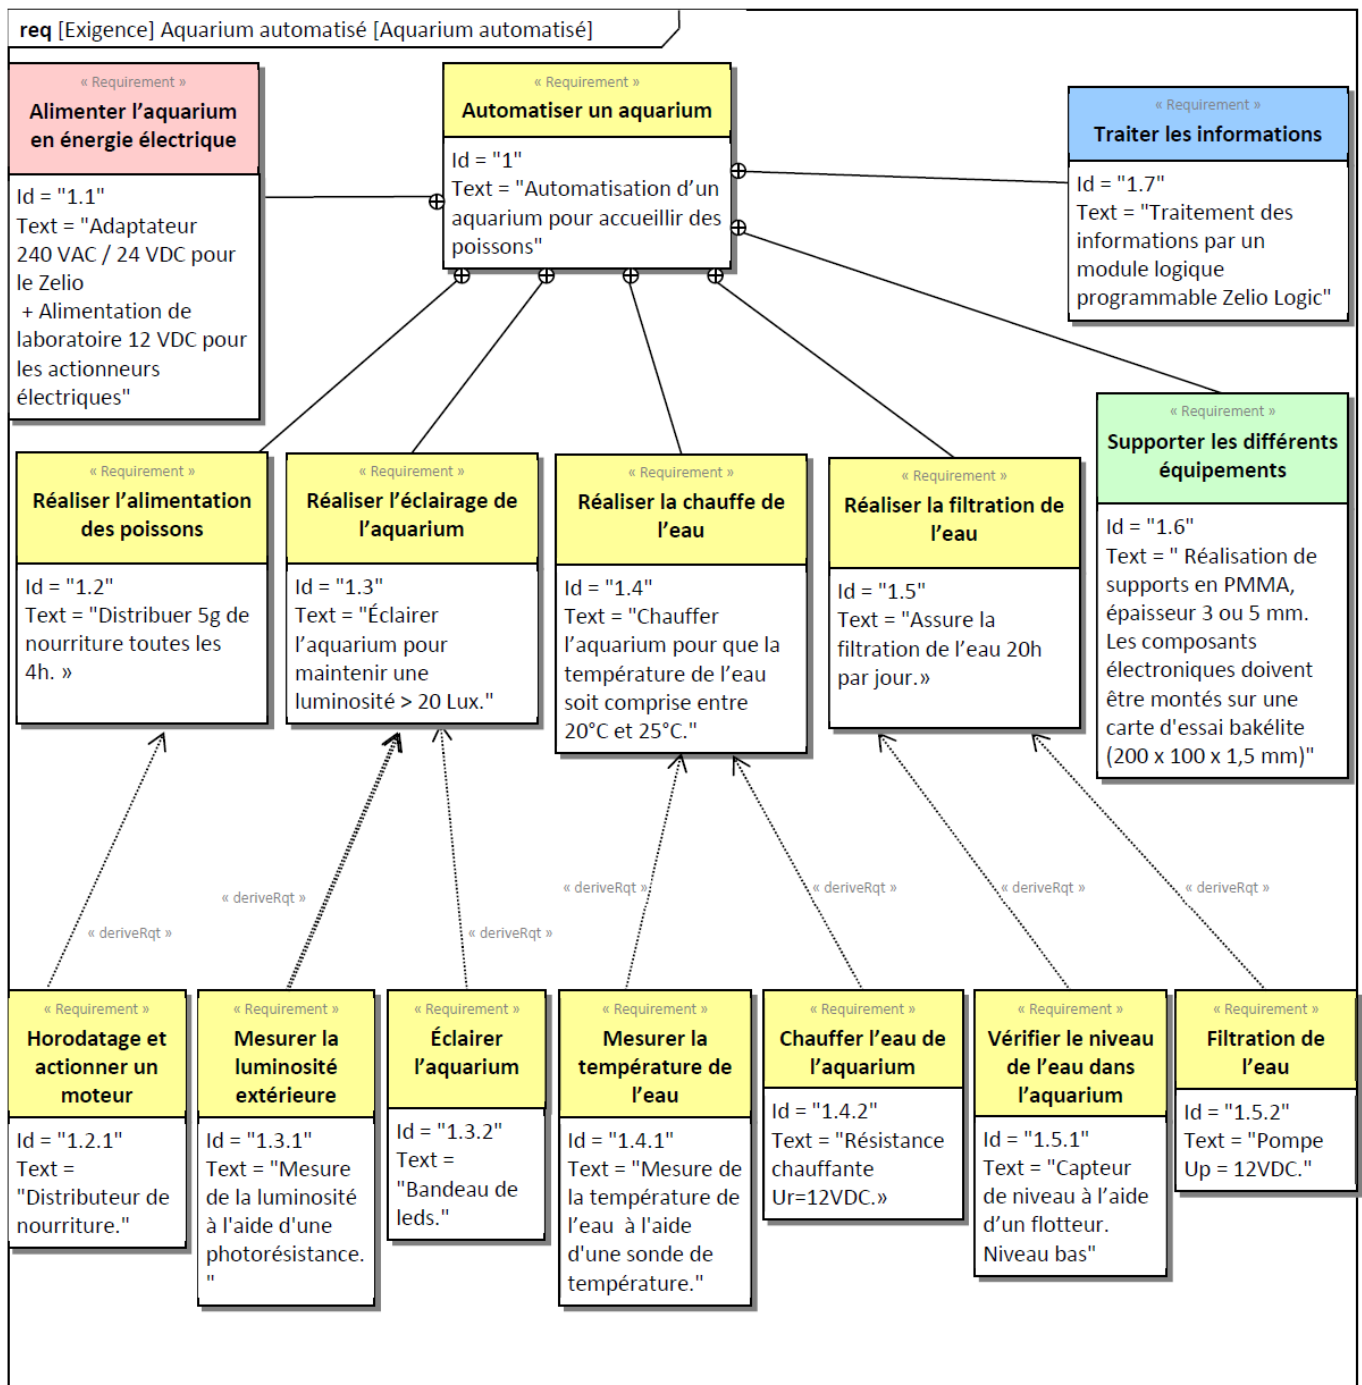 req [Exigence] Aquarium automatisé [Aquarium automatisé]
« Requirement »
Alimenter l’aquarium
en énergie électrique
Id = "1.1"
Text = "Adaptateur
240 VAC / 24 VDC pour
le Zelio
+ Alimentation de
laboratoire 12 VDC pour
les actionneurs
électriques"
« Requirement »
Automatiser un aquarium
Id = "1"
Text = "Automatisation d’un
aquarium pour accueillir des
poissons"
« Requirement »
Traiter les informations
Id = "1.7"
Text = "Traitement des
informations par un
module logique
programmable Zelio Logic"
« Requirement »
Réaliser l’alimentation
des poissons
Id = "1.2"
Text = "Distribuer 5g de
nourriture toutes les
4h. »
« Requirement »
Réaliser l’éclairage de
l’aquarium
Id = "1.3"
Text = "Éclairer
l’aquarium pour
maintenir une
luminosité > 20 Lux."
« Requirement »
Réaliser la chauffe de
l’eau
Id = "1.4"
Text = "Chauffer
l’aquarium pour que la
température de l’eau
soit comprise entre
20°C et 25°C."
« Requirement »
Réaliser la filtration de
l’eau
Id = "1.5"
Text = "Assure la
filtration de l’eau 20h
par jour.»
« Requirement »
Supporter les différents
équipements
Id = "1.6"
Text = " Réalisation de
supports en PMMA,
épaisseur 3 ou 5 mm.
Les composants
électroniques doivent
être montés sur une
carte d'essai bakélite
(200 x 100 x 1,5 mm)"
« deriveRqt »
« deriveRqt »
« deriveRqt »
« deriveRqt »
« deriveRqt »
« deriveRqt »
« deriveRqt »
« Requirement »
Horodatage et
actionner un
moteur
Id = "1.2.1"
Text =
"Distributeur de
nourriture."
« Requirement »
Mesurer la
luminosité
extérieure
Id = "1.3.1"
Text = "Mesure
de la luminosité
à l'aide d'une
photorésistance.
"
« Requirement »
Éclairer
l’aquarium
Id = "1.3.2"
Text =
"Bandeau de
leds."
« Requirement »
Mesurer la
température de
l’eau
Id = "1.4.1"
Text = "Mesure de
la température de
l’eau à l'aide
d'une sonde de
température."
« Requirement »
Chauffer l’eau de
l’aquarium
Id = "1.4.2"
Text = "Résistance
chauffante
Ur=12VDC.»
« Requirement »
Vérifier le niveau
de l’eau dans
l’aquarium
Id = "1.5.1"
Text = "Capteur
de niveau à l’aide
d’un flotteur.
Niveau bas"
« Requirement »
Filtration de
l’eau
Id = "1.5.2"
Text = "Pompe
Up = 12VDC."